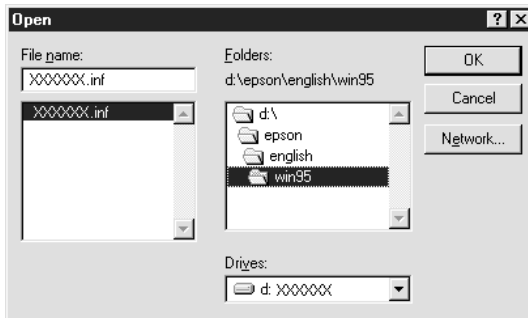 Open
File name:
XXXXXX.inf
XXXXXX.inf
Folders:
d:\epson\english\win95
d:\
epson
english
win95
Drives:
d: XXXXXX
OK
Cancel
Network...